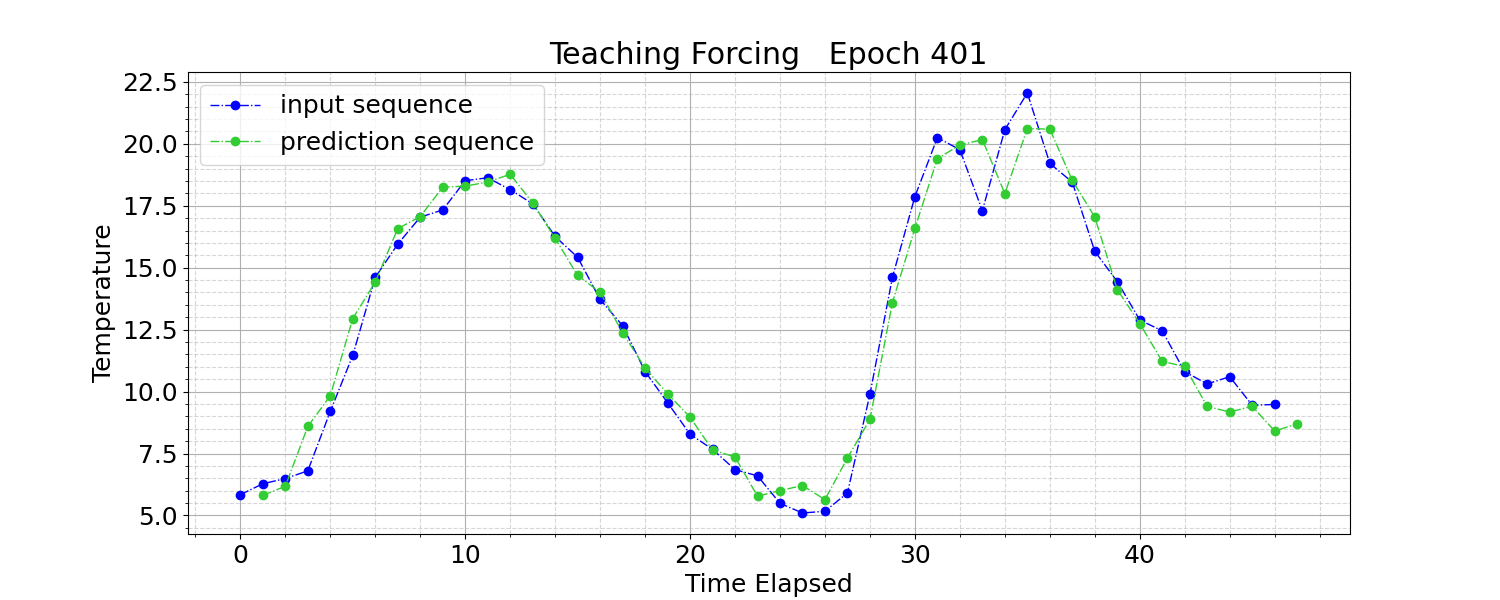 Teaching Forcing   Epoch 401
input sequence
prediction sequence
22.5
20.0
17.5
15.0
12.5
10.0
7.5
5.0
Temperature
0 10 20 30 40
Time Elapsed